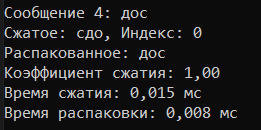 Сообщение 4: дос
Сжатое: сдо, Индекс: 0
Распакованное: дос
Коэффициент сжатия: 1,00
Время сжатия: 0,015 мс
Время распаковки: 0,008 мс